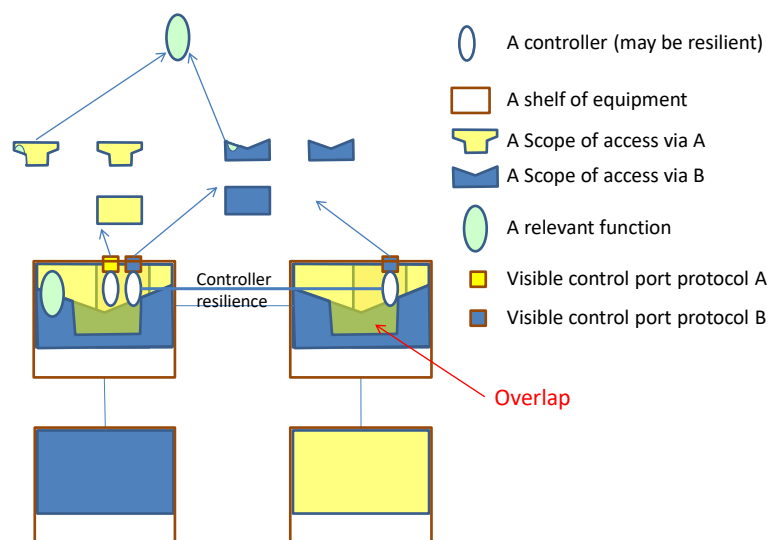 A controller (may be resilient)
A shelf of equipment
A Scope of access via A
A Scope of access via B
A relevant function
Visible control port protocol A
Visible control port protocol B
Controller
resilience
Overlap